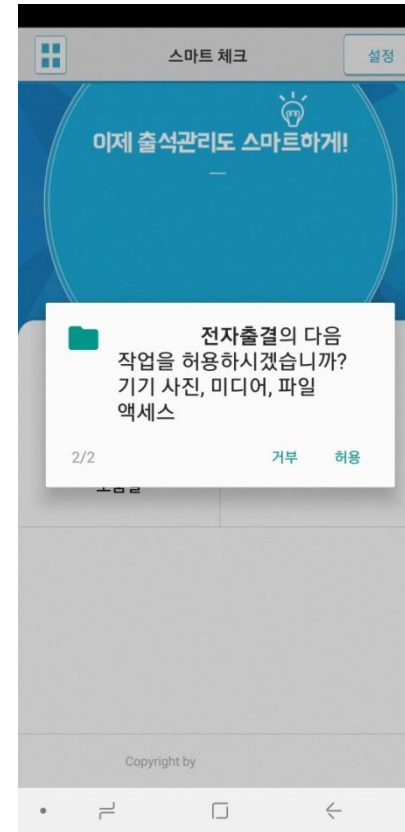 스마트 체크
설정
이제 출석관리도 스마트하게!
전자출결의 다음
작업을 허용하시겠습니까?
기기 사진, 미디어, 파일
액세스
2/2
거부
허용
Copyright by